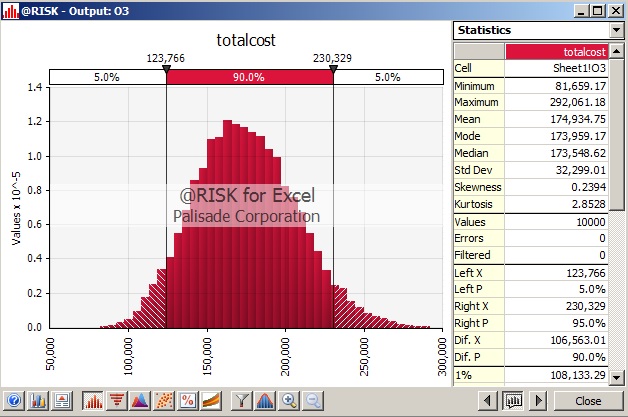 @RISK - Output: O3
totalcost
123,766 230,329
5.0% 90.0% 5.0%
1.4
1.2
1.0
0.8
0.6
0.4
0.2
0.0
Values x 10^-5
@RISK for Excel
Palisade Corporation
50,000 100,000 150,000 200,000 250,000 300,000
Statistics
totalcost
Cell Sheet1!O3
Minimum 81,659.17
Maximum 292,061.18
Mean 174,934.75
Mode 173,959.17
Median 173,548.62
Std Dev 32,299.01
Skewness 0.2394
Kurtosis 2.8528
Values 10000
Errors 0
Filtered 0
Left X 123,766
Left P 5.0%
Right X 230,329
Right P 95.0%
Dif. X 106,563.01
Dif. P 90.0%
1% 108,133.29
Close